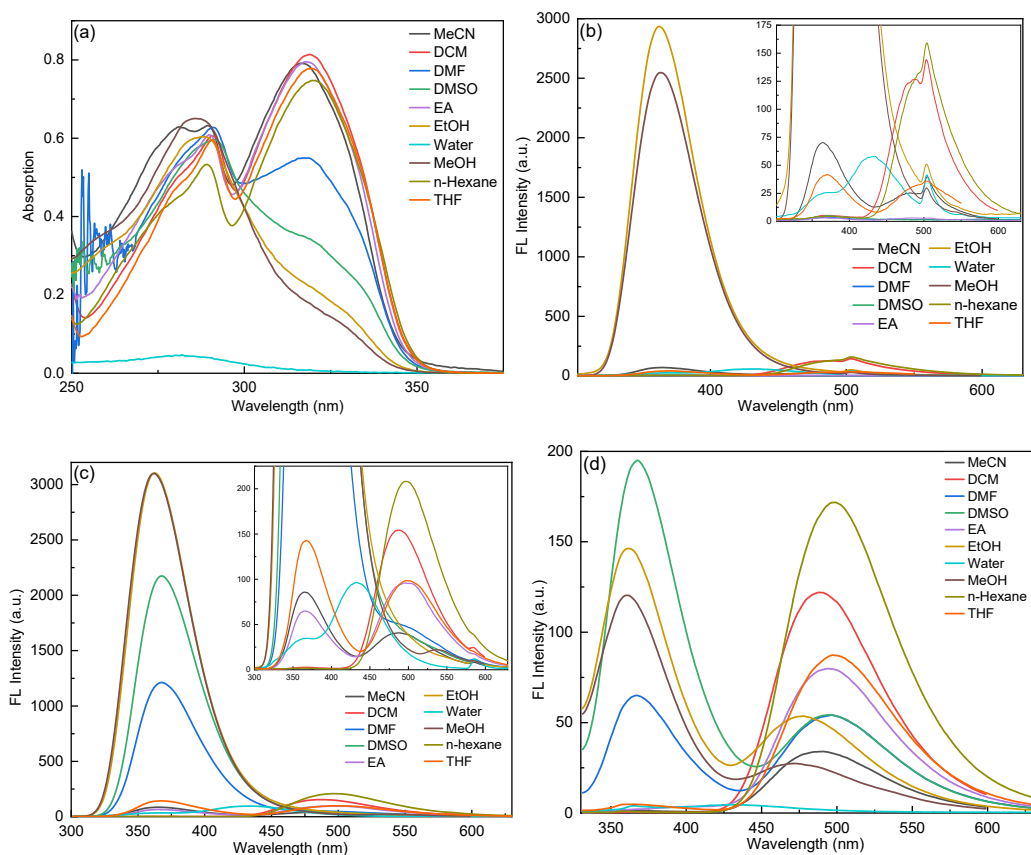 (a)
MeCN
DCM
DMF
DMSO
EA
EtOH
Water
MeOH
n-Hexane
THF
0.8
0.6
0.4
0.2
0.0
Absorption
250 300 350
Wavelength (nm)
(b)
3000
2500
2000
1500
1000
500
0
FL Intensity (a.u.)
175
150
125
100
75
50
25
0
400 500 600
MeCN EtOH
DCM Water
DMF MeOH
DMSO n-hexane
EA THF
400 500 600
Wavelength (nm)
(c)
3000
2500
2000
1500
1000
500
0
FL Intensity (a.u.)
200
150
100
50
0
300 350 400 450 500 550 600
MeCN EtOH
DCM Water
DMF MeOH
DMSO n-hexane
EA THF
300 350 400 450 500 550 600
Wavelength (nm)
(d)
200
150
100
50
0
FL Intensity (a.u.)
MeCN
DCM
DMF
DMSO
EA
EtOH
Water
MeOH
n-Hexane
THF
350 400 450 500 550 600
Wavelength (nm)